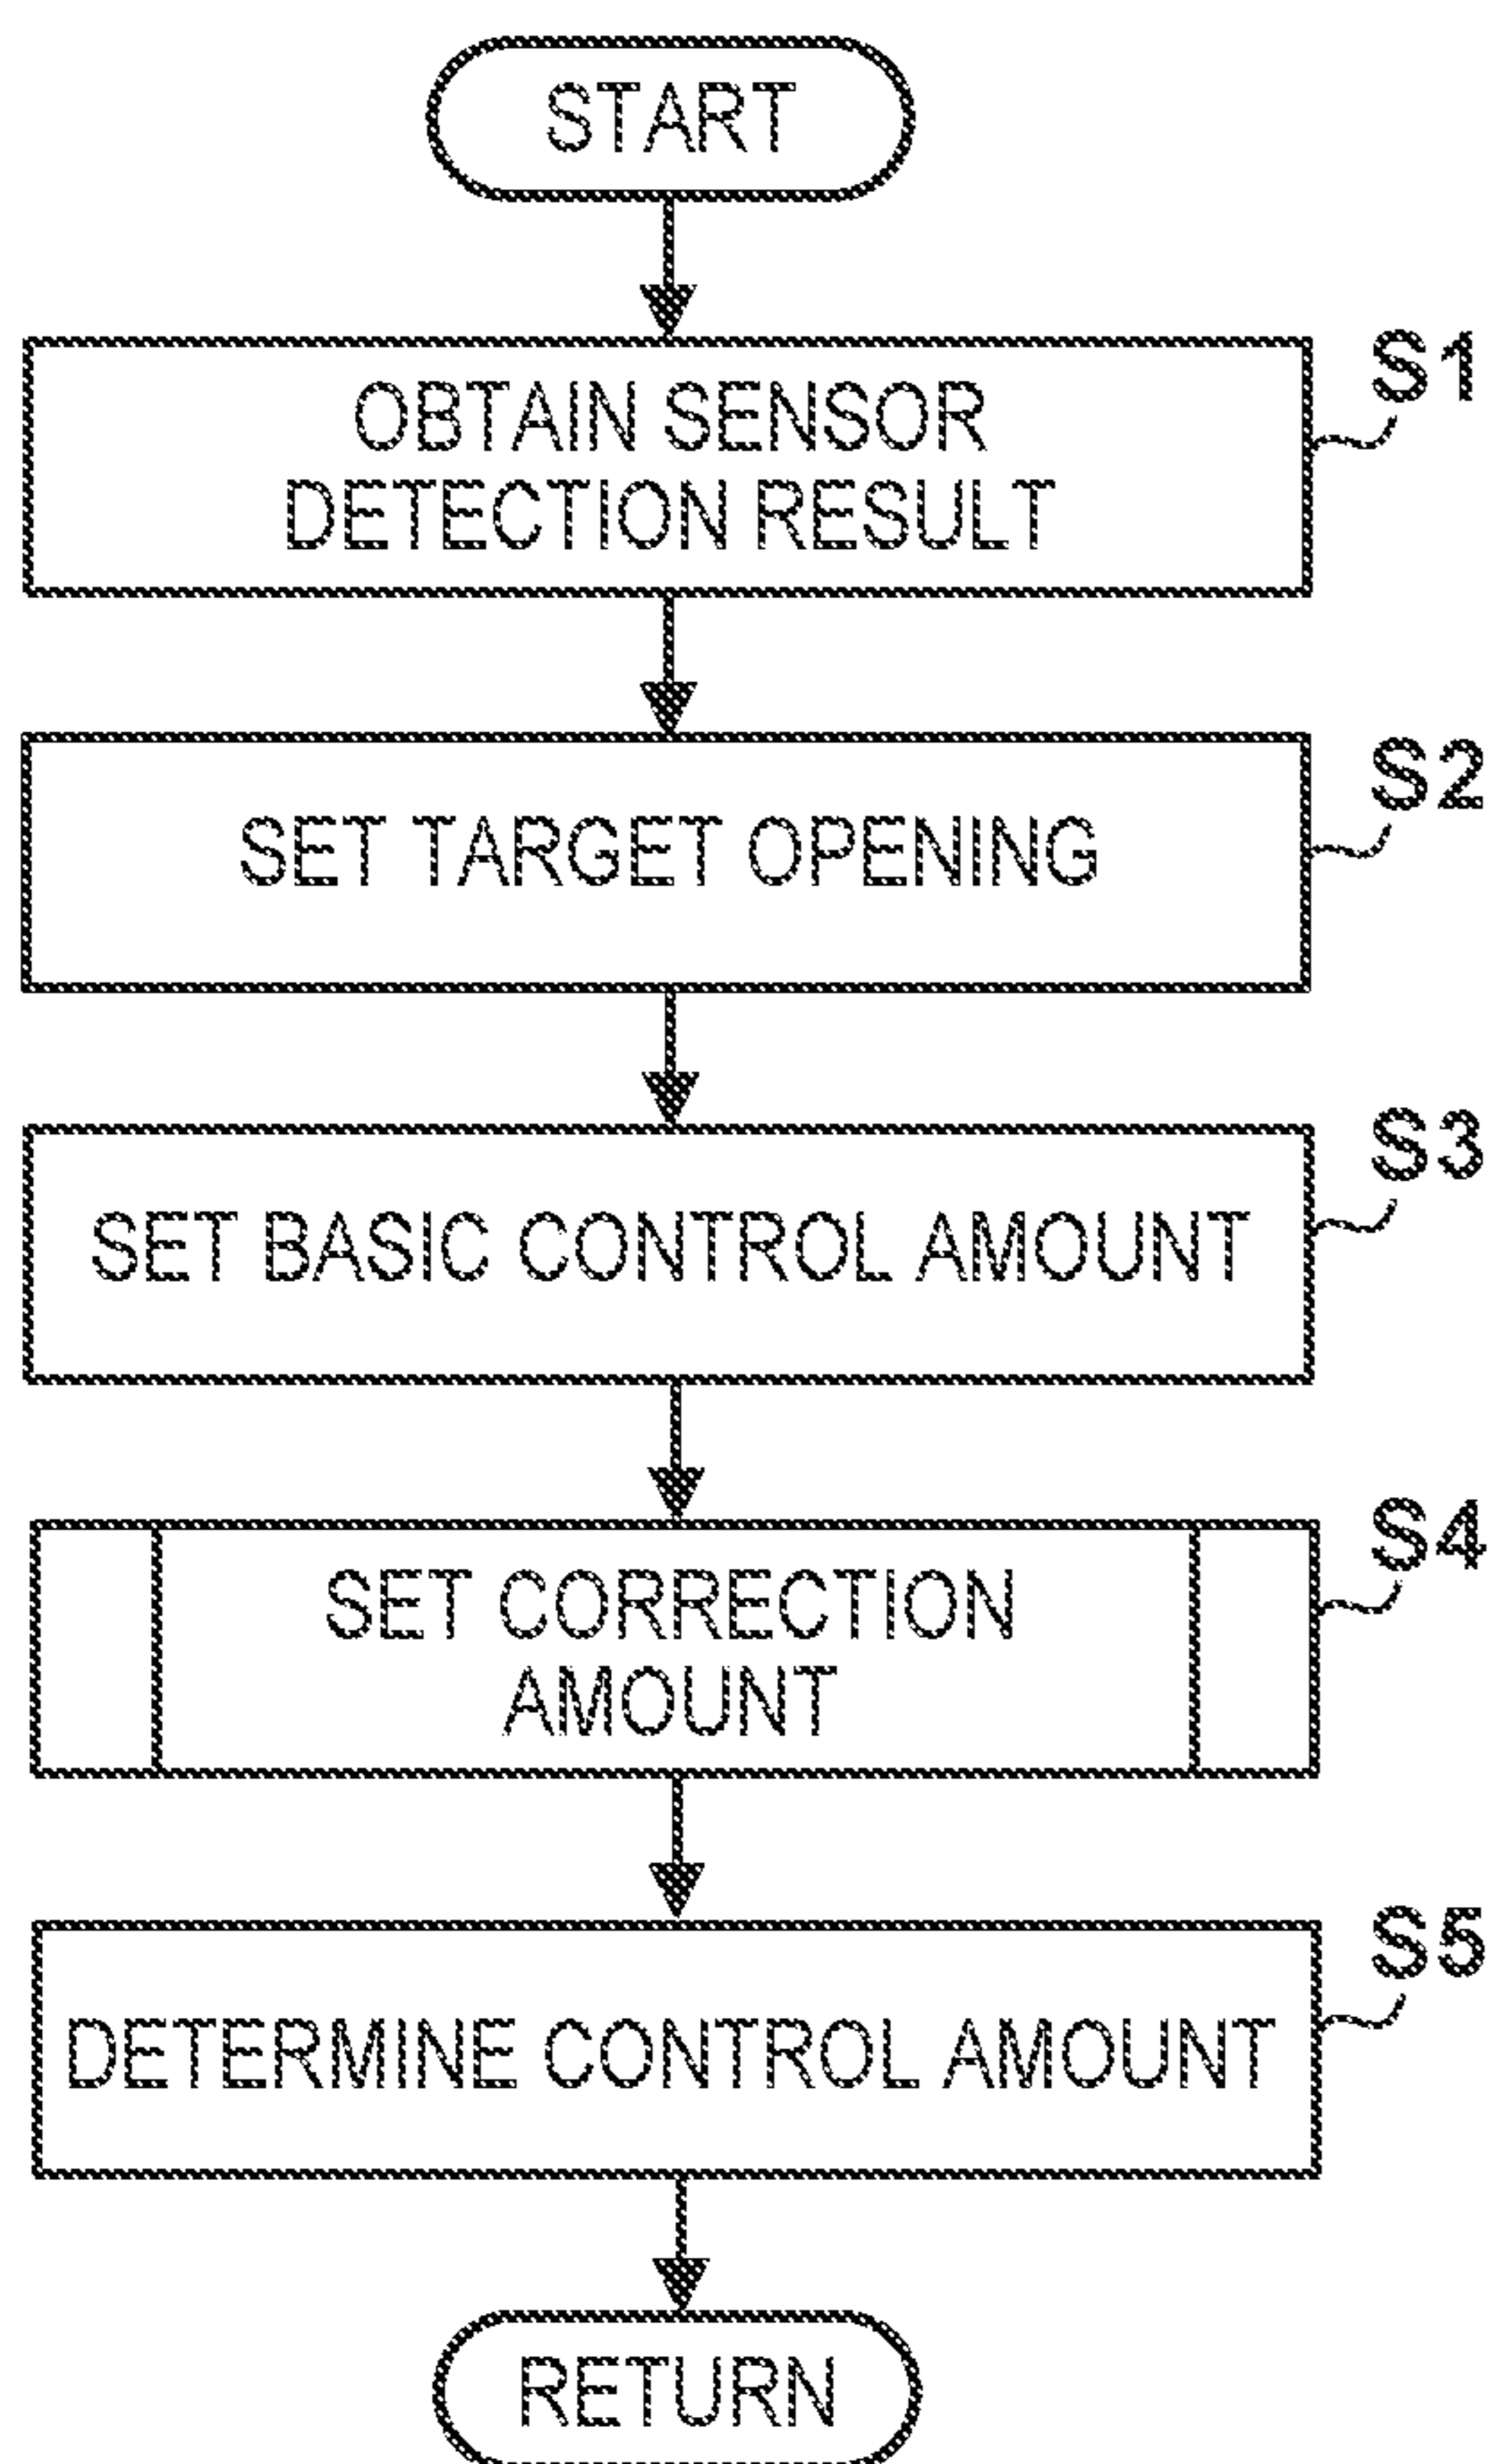 START
S1
OBTAIN SENSOR
DETECTION RESULT
S2
SET TARGET OPENING
S3
SET BASIC CONTROL AMOUNT
S4
SET CORRECTION
AMOUNT
S5
DETERMINE CONTROL AMOUNT
RETURN